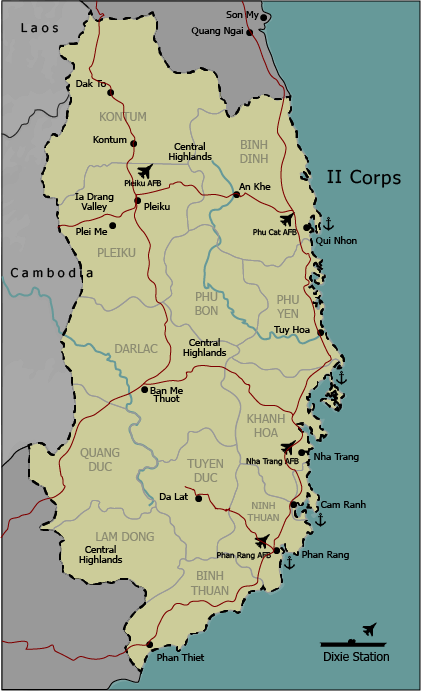 Son My
Laos
Quang Ngai
Dak To
KONTUM
Kontum
Central
Highlands
BINH
DINH
II Corps
Pleiku AFB
An Khe
Ia Drang
Valley
Pleiku
Plei Me
Phu Cat AFB
Qui Nhon
PLEIKU
Cambodia
PHU
BON
PHU
YEN
Tuy Hoa
DARLAC
Central
Highlands
Ban Me
Thuot
KHANH
HOA
QUANG
DUC
TUYEN
DUC
Nha Trang AFB
Nha Trang
Da Lat
NINH
THUAN
Cam Ranh
LAM DONG
Central
Highlands
Phan Rang AFB
Phan Rang
BINH
THUAN
Phan Thiet
Dixie Station